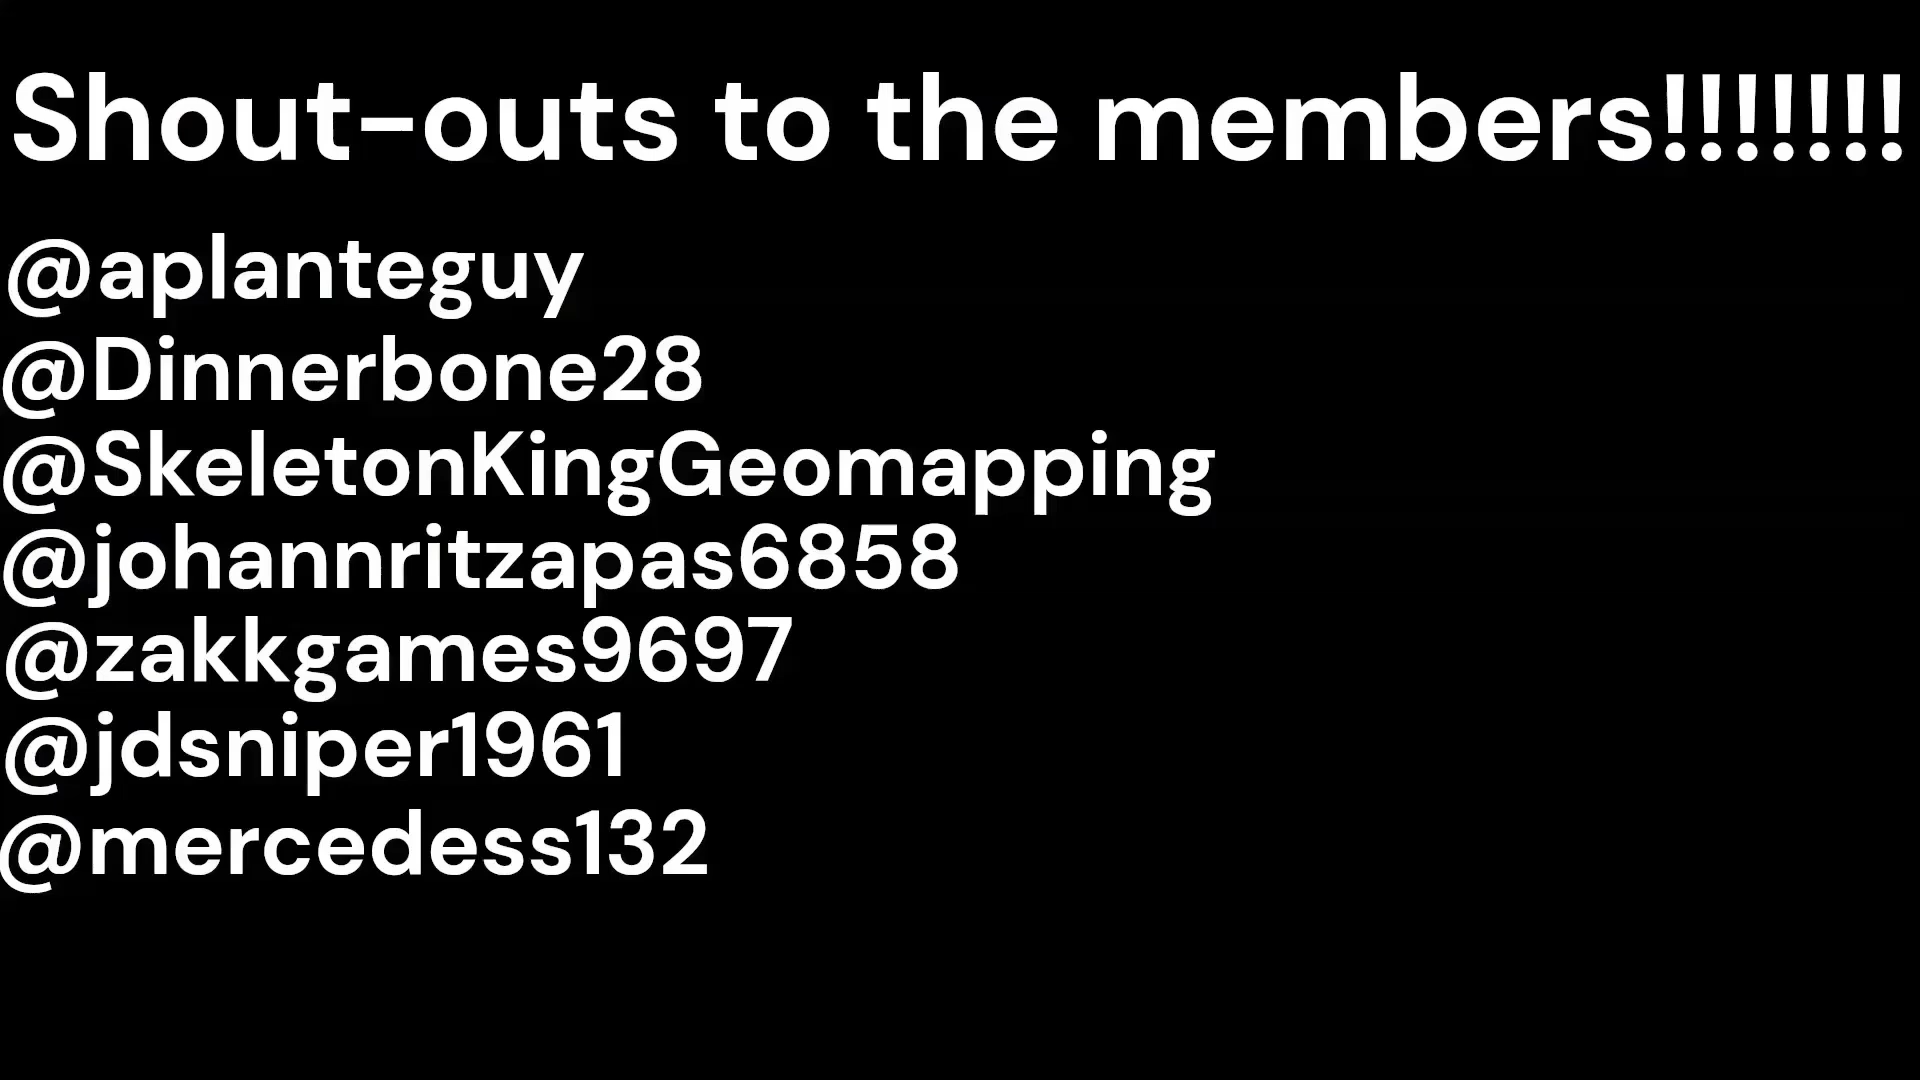 Shout-outs to the members!!!!!!!
@aplanteguy
@Dinnerbone28
@SkeletonKingGeomapping
@johannritzapas6858
@zakkgames9697
@jdsniper1961
@mercedess132